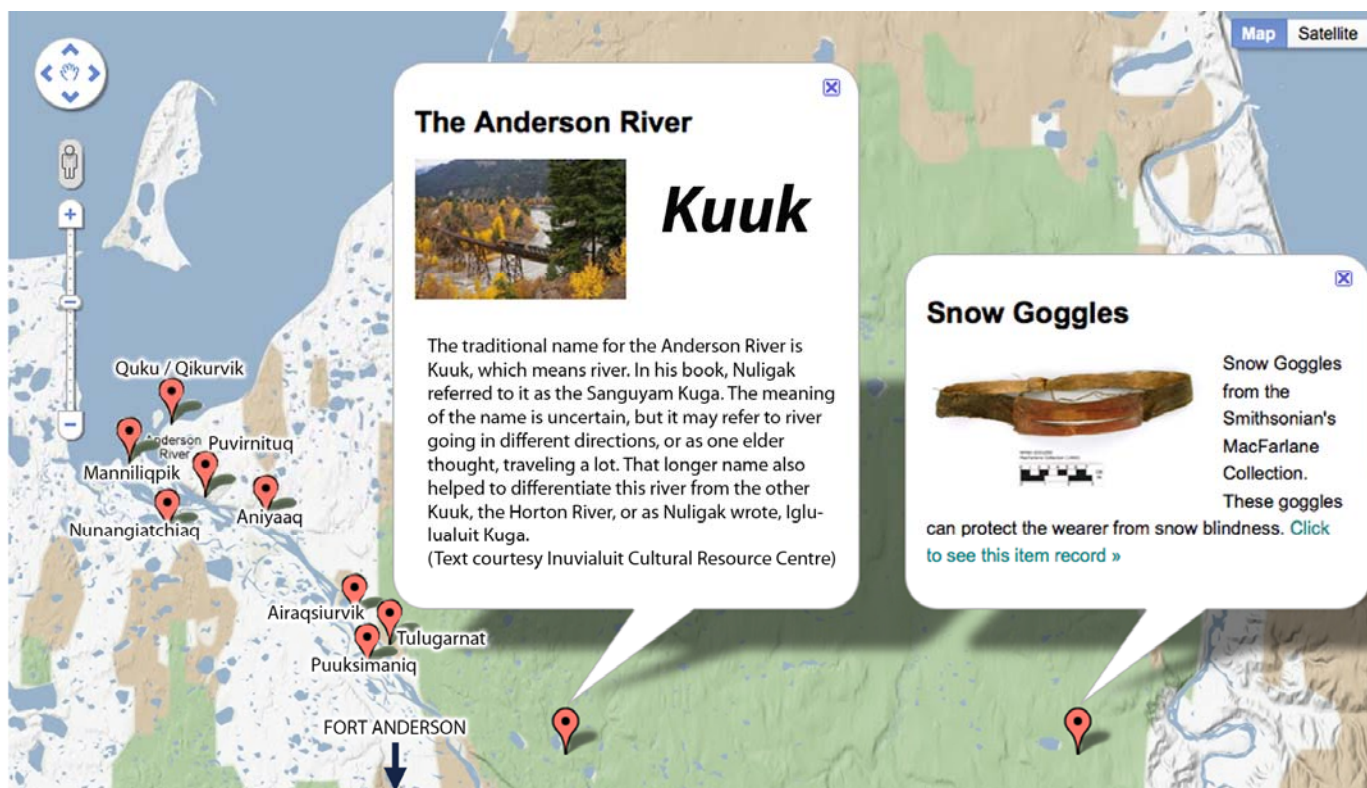 Map Satellite
The Anderson River
Kuuk
The traditional name for the Anderson River is
Kuuk, which means river. In his book, Nuligak
referred to it as the Sanguyam Kuga. The meaning
of the name is uncertain, but it may refer to river
going in different directions, or as one elder
thought, traveling a lot. That longer name also
helped to differentiate this river from the other
Kuuk, the Horton River, or as Nuligak wrote, Iglu-
lualuit Kuga.
(Text courtesy Inuvialuit Cultural Resource Centre)
Snow Goggles
Snow Goggles
from the
Smithsonian's
MacFarlane
Collection.
These goggles
can protect the wearer from snow blindness. Click
to see this item record »
Quku / Qikurvik
Anderson
River
Puvirnituq
Manniliqpik
Aniyaaq
Nunangiatchiaq
Airaqsiurvik
Tulugarnat
Puuksimaniq
FORT ANDERSON